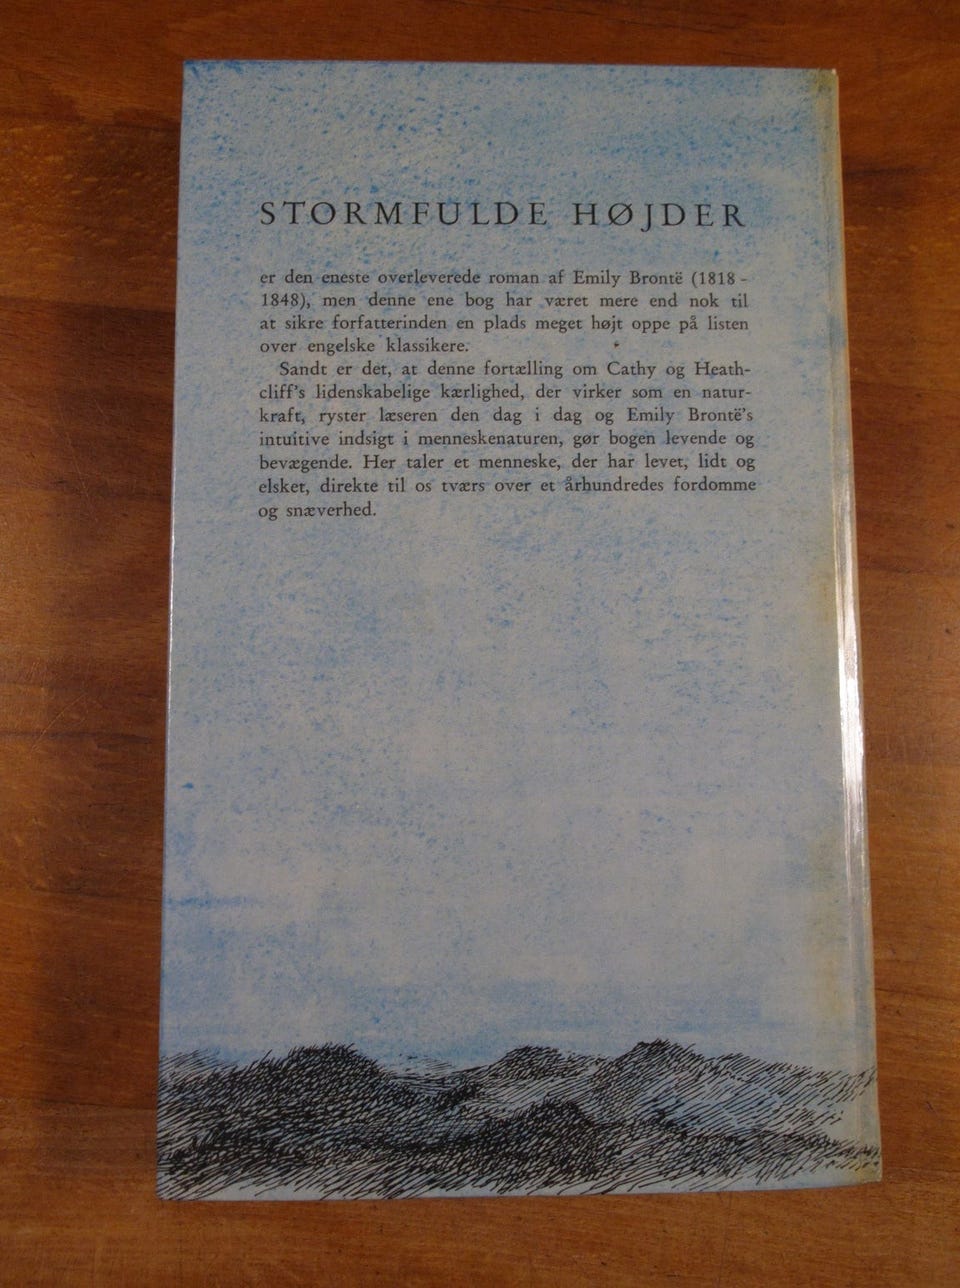 STORMFULDE HØJDER
er den eneste overleverede roman af Emily Brontë (1818 -
1848), men denne ene bog har været mere end nok til
at sikre forfatterinden en plads meget højt oppe på listen
over engelske klassikere.
Sandt er det, at denne fortælling om Cathy og Heath-
cliff's lidenskabelige kærlighed, der virker som en natur-
kraft, ryster læseren den dag i dag og Emily Brontë's
intuitive indsigt i menneskenaturen, gør bogen levende og
bevægende. Her taler et menneske, der har levet, lidt og
elsket, direkte til os tværs over et århundredes fordomme
og snæverhed.